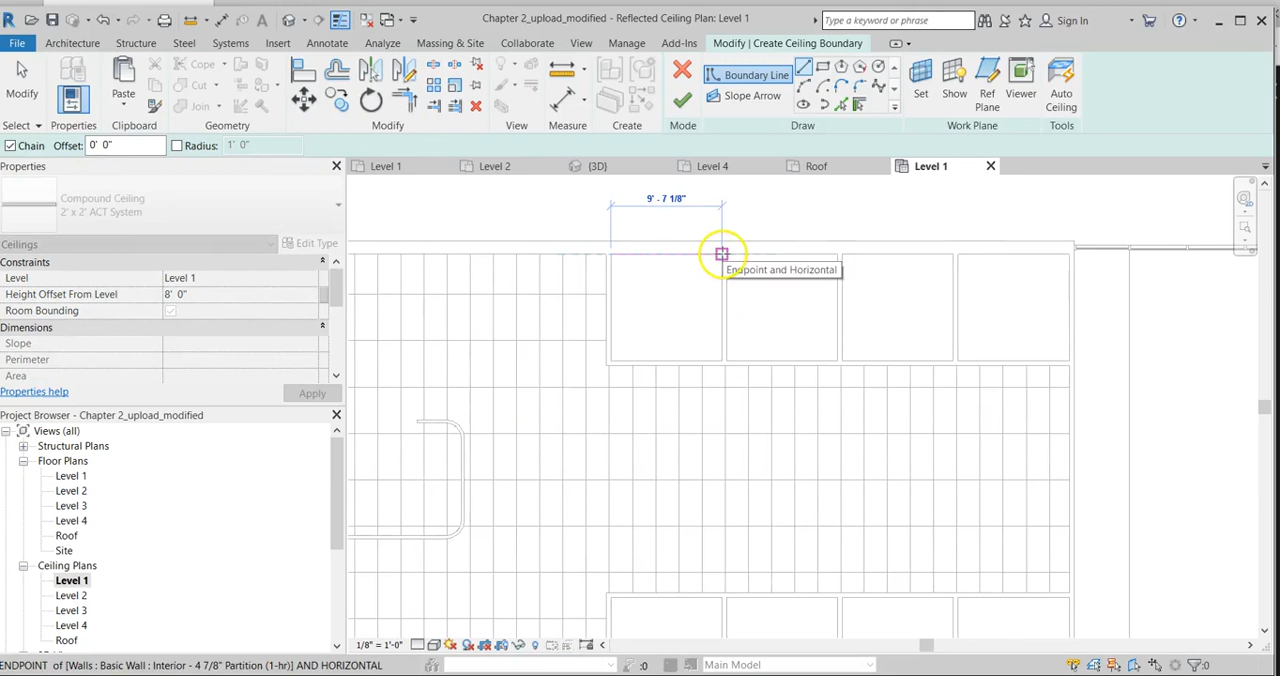 Chapter 2_upload_modified - Reflected Ceiling Plan: Level 1
Type a keyword or phrase
Sign In
File Architecture Structure Steel Systems Insert Annotate Analyze Massing & Site Collaborate View Manage Add-Ins Modify | Create Ceiling Boundary
Modify
Paste
Cope
Cut
Join
Boundary Line
Slope Arrow
Set Show Ref Plane Viewer Auto Ceiling
Select Properties Clipboard Geometry Modify View Measure Create Mode Draw Work Plane Tools
Chain Offset: 0' 0" Radius: 1' 0"
Properties
Level 1 Level 2 {3D} Level 4 Roof Level 1
Compound Ceiling
2' x 2' ACT System
Ceilings Edit Type
Constraints
Level Level 1
Height Offset From Level 8' 0"
Room Bounding
Dimensions
Slope
Perimeter
Area
Properties help Apply
9' - 7 1/8"
Endpoint and Horizontal
Project Browser - Chapter 2_upload_modified
Views (all)
Structural Plans
Floor Plans
Level 1
Level 2
Level 3
Level 4
Roof
Site
Ceiling Plans
Level 1
Level 2
Level 3
Level 4
Roof
1/8" = 1'-0"
ENDPOINT of [Walls : Basic Wall : Interior - 4 7/8" Partition (1-hr)] AND HORIZONTAL
:0
Main Model
:0